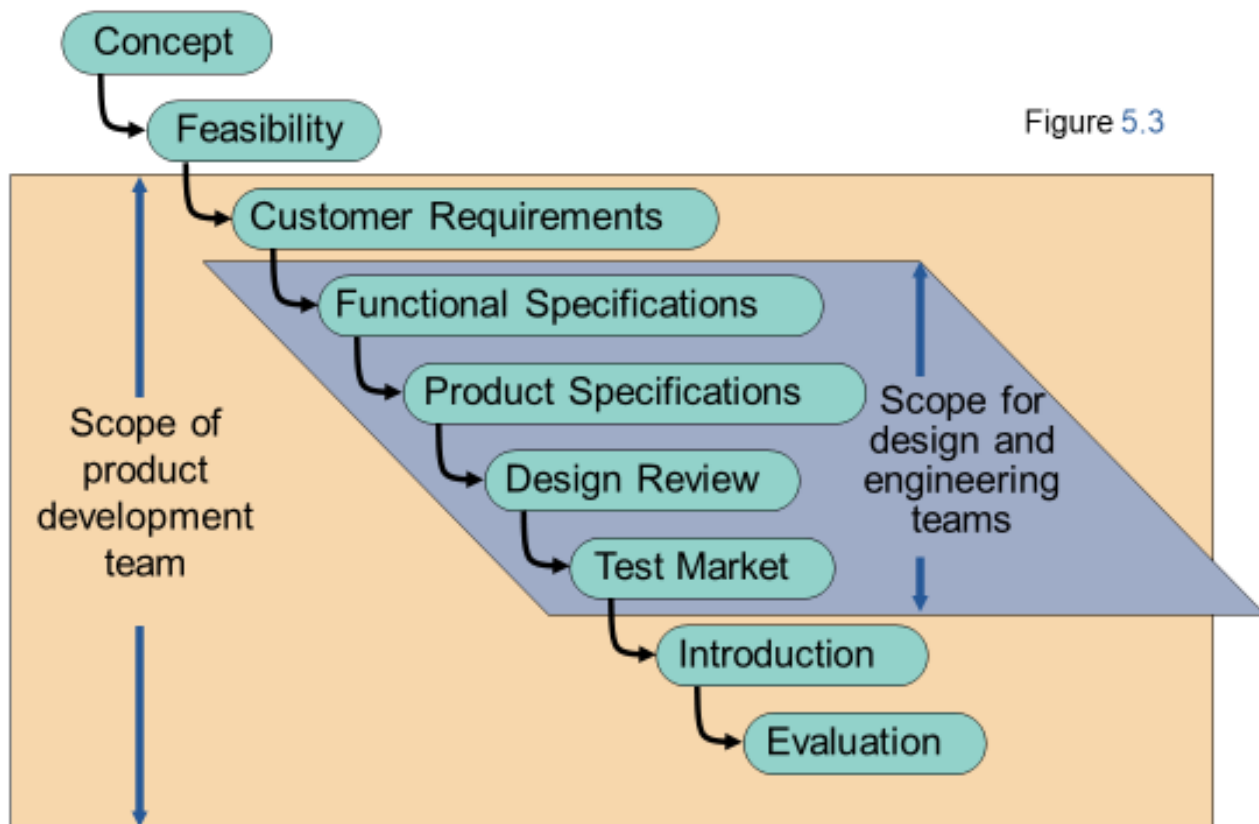 Concept
Feasibility
Figure 5.3
Customer Requirements
Functional Specifications
Product Specifications
Design Review
Test Market
Introduction
Evaluation
Scope of
product
development
team
Scope for
design and
engineering
teams